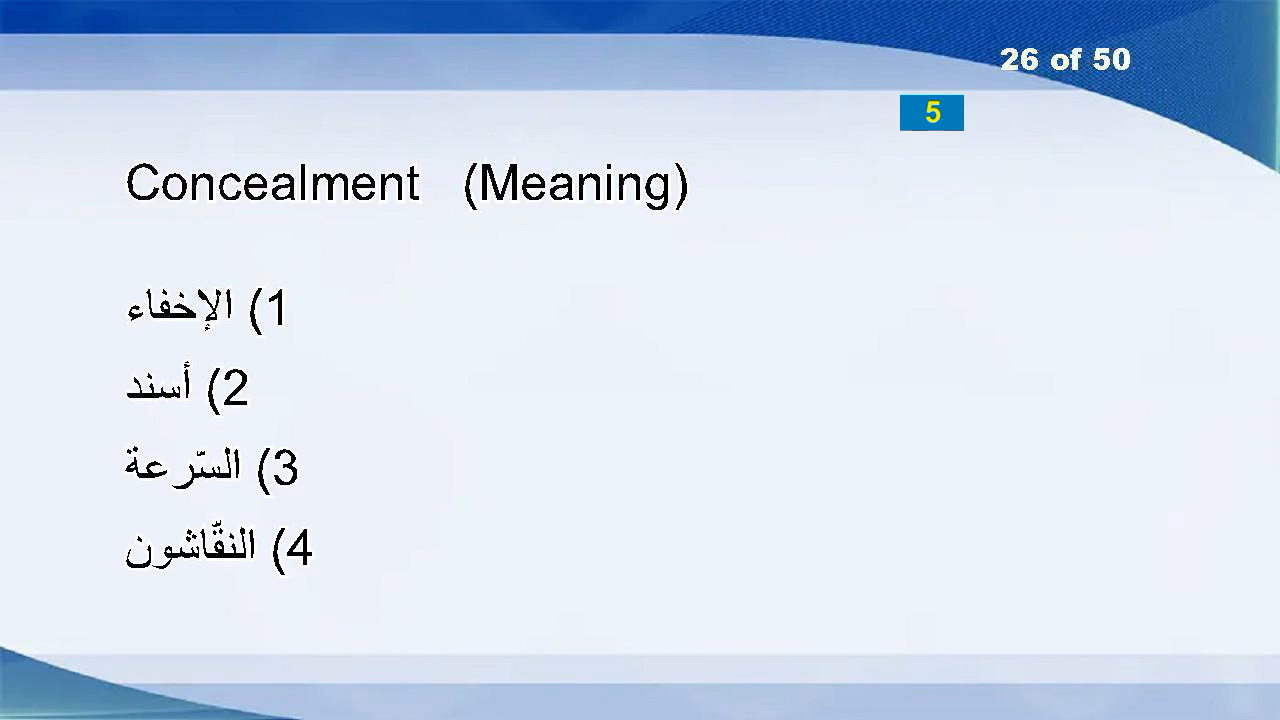 26 of 50
5
Concealment (Meaning)
1) الإخفاء
2) أسند
3) السّرعة
4) النقّاشون